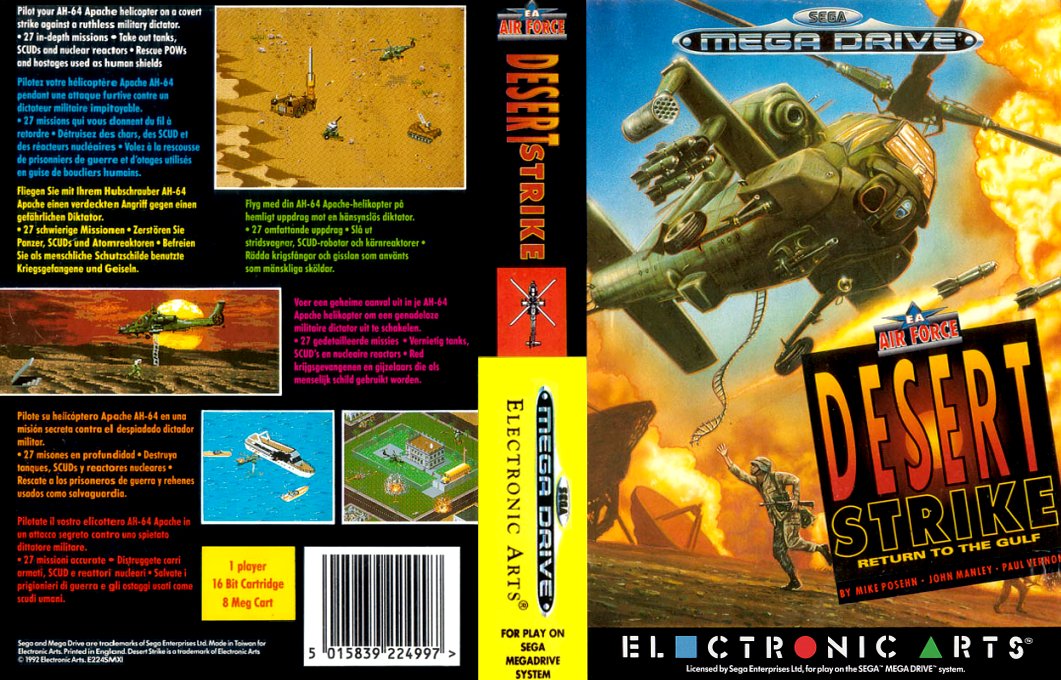 Pilot your AH-64 Apache helicopter on a covert
strike against a ruthless military dictator.
• 27 in-depth missions • Take out tanks,
SCUDs and nuclear reactors • Rescue POWs
and hostages used as human shields
Pilotez votre hélicoptère Apache AH-64
pendant une attaque furtive contre un
dictateur militaire impitoyable.
• 27 missions qui vous donnent du fil à
retordre • Détruisez des chars, des SCUD et
des réacteurs nucléaires • Volez à la rescousse
de prisonniers de guerre et d'otages utilisés
en guise de boucliers humains.
Fliegen Sie mit Ihrem Hubschrauber AH-64
Apache einen verdeckten Angriff gegen einen
gefährlichen Diktator.
• 27 schwierige Missionen • Zerstören Sie
Panzer, SCUDs und Atomreaktoren • Befreien
Sie als menschliche Schutzschilde benutzte
Kriegsgefangene und Geiseln.
Flyg med din AH-64 Apache-helikopter på
hemligt uppdrag mot en hänsynslös diktator.
• 27 omfattande uppdrag • Slå ut
stridsvagner, SCUD-robotar och kärnreaktorer •
Rädda krigsfångar och gisslan som använts
som mänskliga sköldar.
Voer een geheime aanval uit in je AH-64
Apache helikopter om een genadeloze
militaire dictator uit te schakelen.
• 27 gedetailleerde missies • Vernietig tanks,
SCUD's en nucleaire reactors • Red
krijgsgevangenen en gijzelaars die als
menselijk schild gebruikt worden.
Pilote su helicóptero Apache AH-64 en una
misión secreta contra el despiadado dictador
militar.
• 27 misones en profundidad • Destruya
tanques, SCUDs y reactores nucleares •
Rescate a los prisoneros de guerra y rehenes
usados como salvaguardia.
Pilotate il vostro elicottero AH-64 Apache in
un attacco segreto contro uno spietato
dittatore militare.
• 27 missioni accurate • Distruggete carri
armati, SCUD e reattori nucleari • Salvate i
prigionieri di guerra e gli ostaggi usati come
scudi umani.
1 player
16 Bit Cartridge
8 Meg Cart
Sega and Mega Drive are trademarks of Sega Enterprises Ltd. Made in Taiwan for
Electronic Arts. Printed in England. Desert Strike is a trademark of Electronic Arts
© 1992 Electronic Arts. E224SMXI
5 015839 224997 >
EA
AIR FORCE
DESERT STRIKE
SEGA
MEGA DRIVE
ELECTRONIC ARTS®
FOR PLAY ON
SEGA
MEGADRIVE
SYSTEM
SEGA
MEGA DRIVE
EA
AIR FORCE
DESERT
STRIKE
RETURN TO THE GULF
BY MIKE POSEHN • JOHN MANLEY • PAUL VERNON
ELECTRONIC ARTS
Licensed by Sega Enterprises Ltd, for play on the SEGA™ MEGA DRIVE™ system.